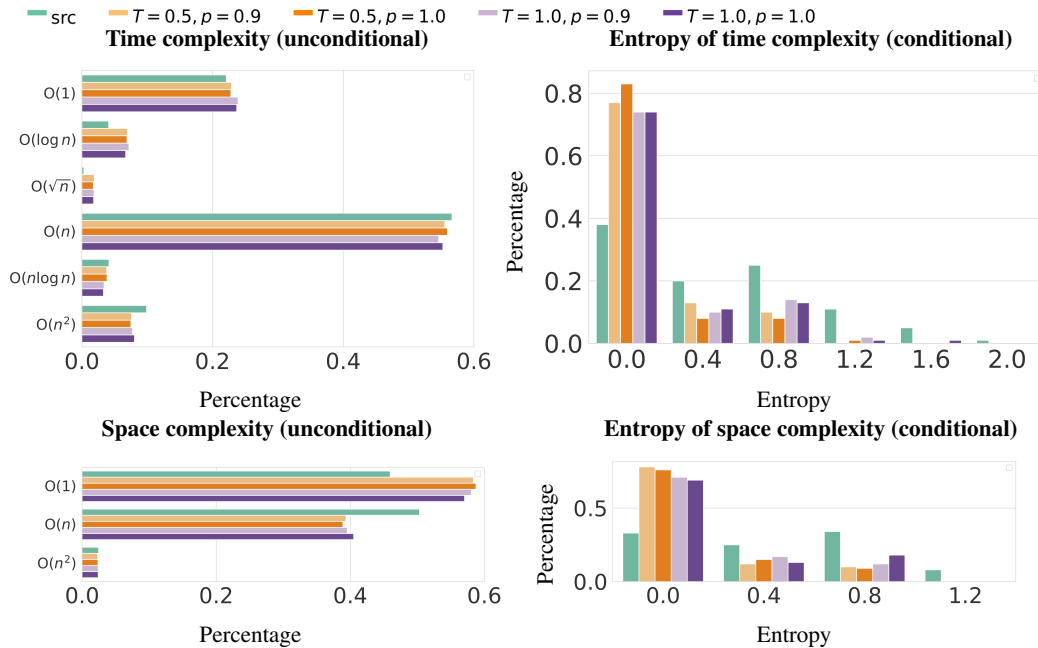 src T = 0.5, p = 0.9 T = 0.5, p = 1.0 T = 1.0, p = 0.9 T = 1.0, p = 1.0
Time complexity (unconditional)
O(1)
O(log n)
O(√n)
O(n)
O(nlog n)
O(n²)
0.0 0.2 0.4 0.6
Percentage
Entropy of time complexity (conditional)
Percentage
0.8
0.6
0.4
0.2
0.0
0.0 0.4 0.8 1.2 1.6 2.0
Entropy
Space complexity (unconditional)
O(1)
O(n)
O(n²)
0.0 0.2 0.4 0.6
Percentage
Entropy of space complexity (conditional)
Percentage
0.5
0.0
0.0 0.4 0.8 1.2
Entropy